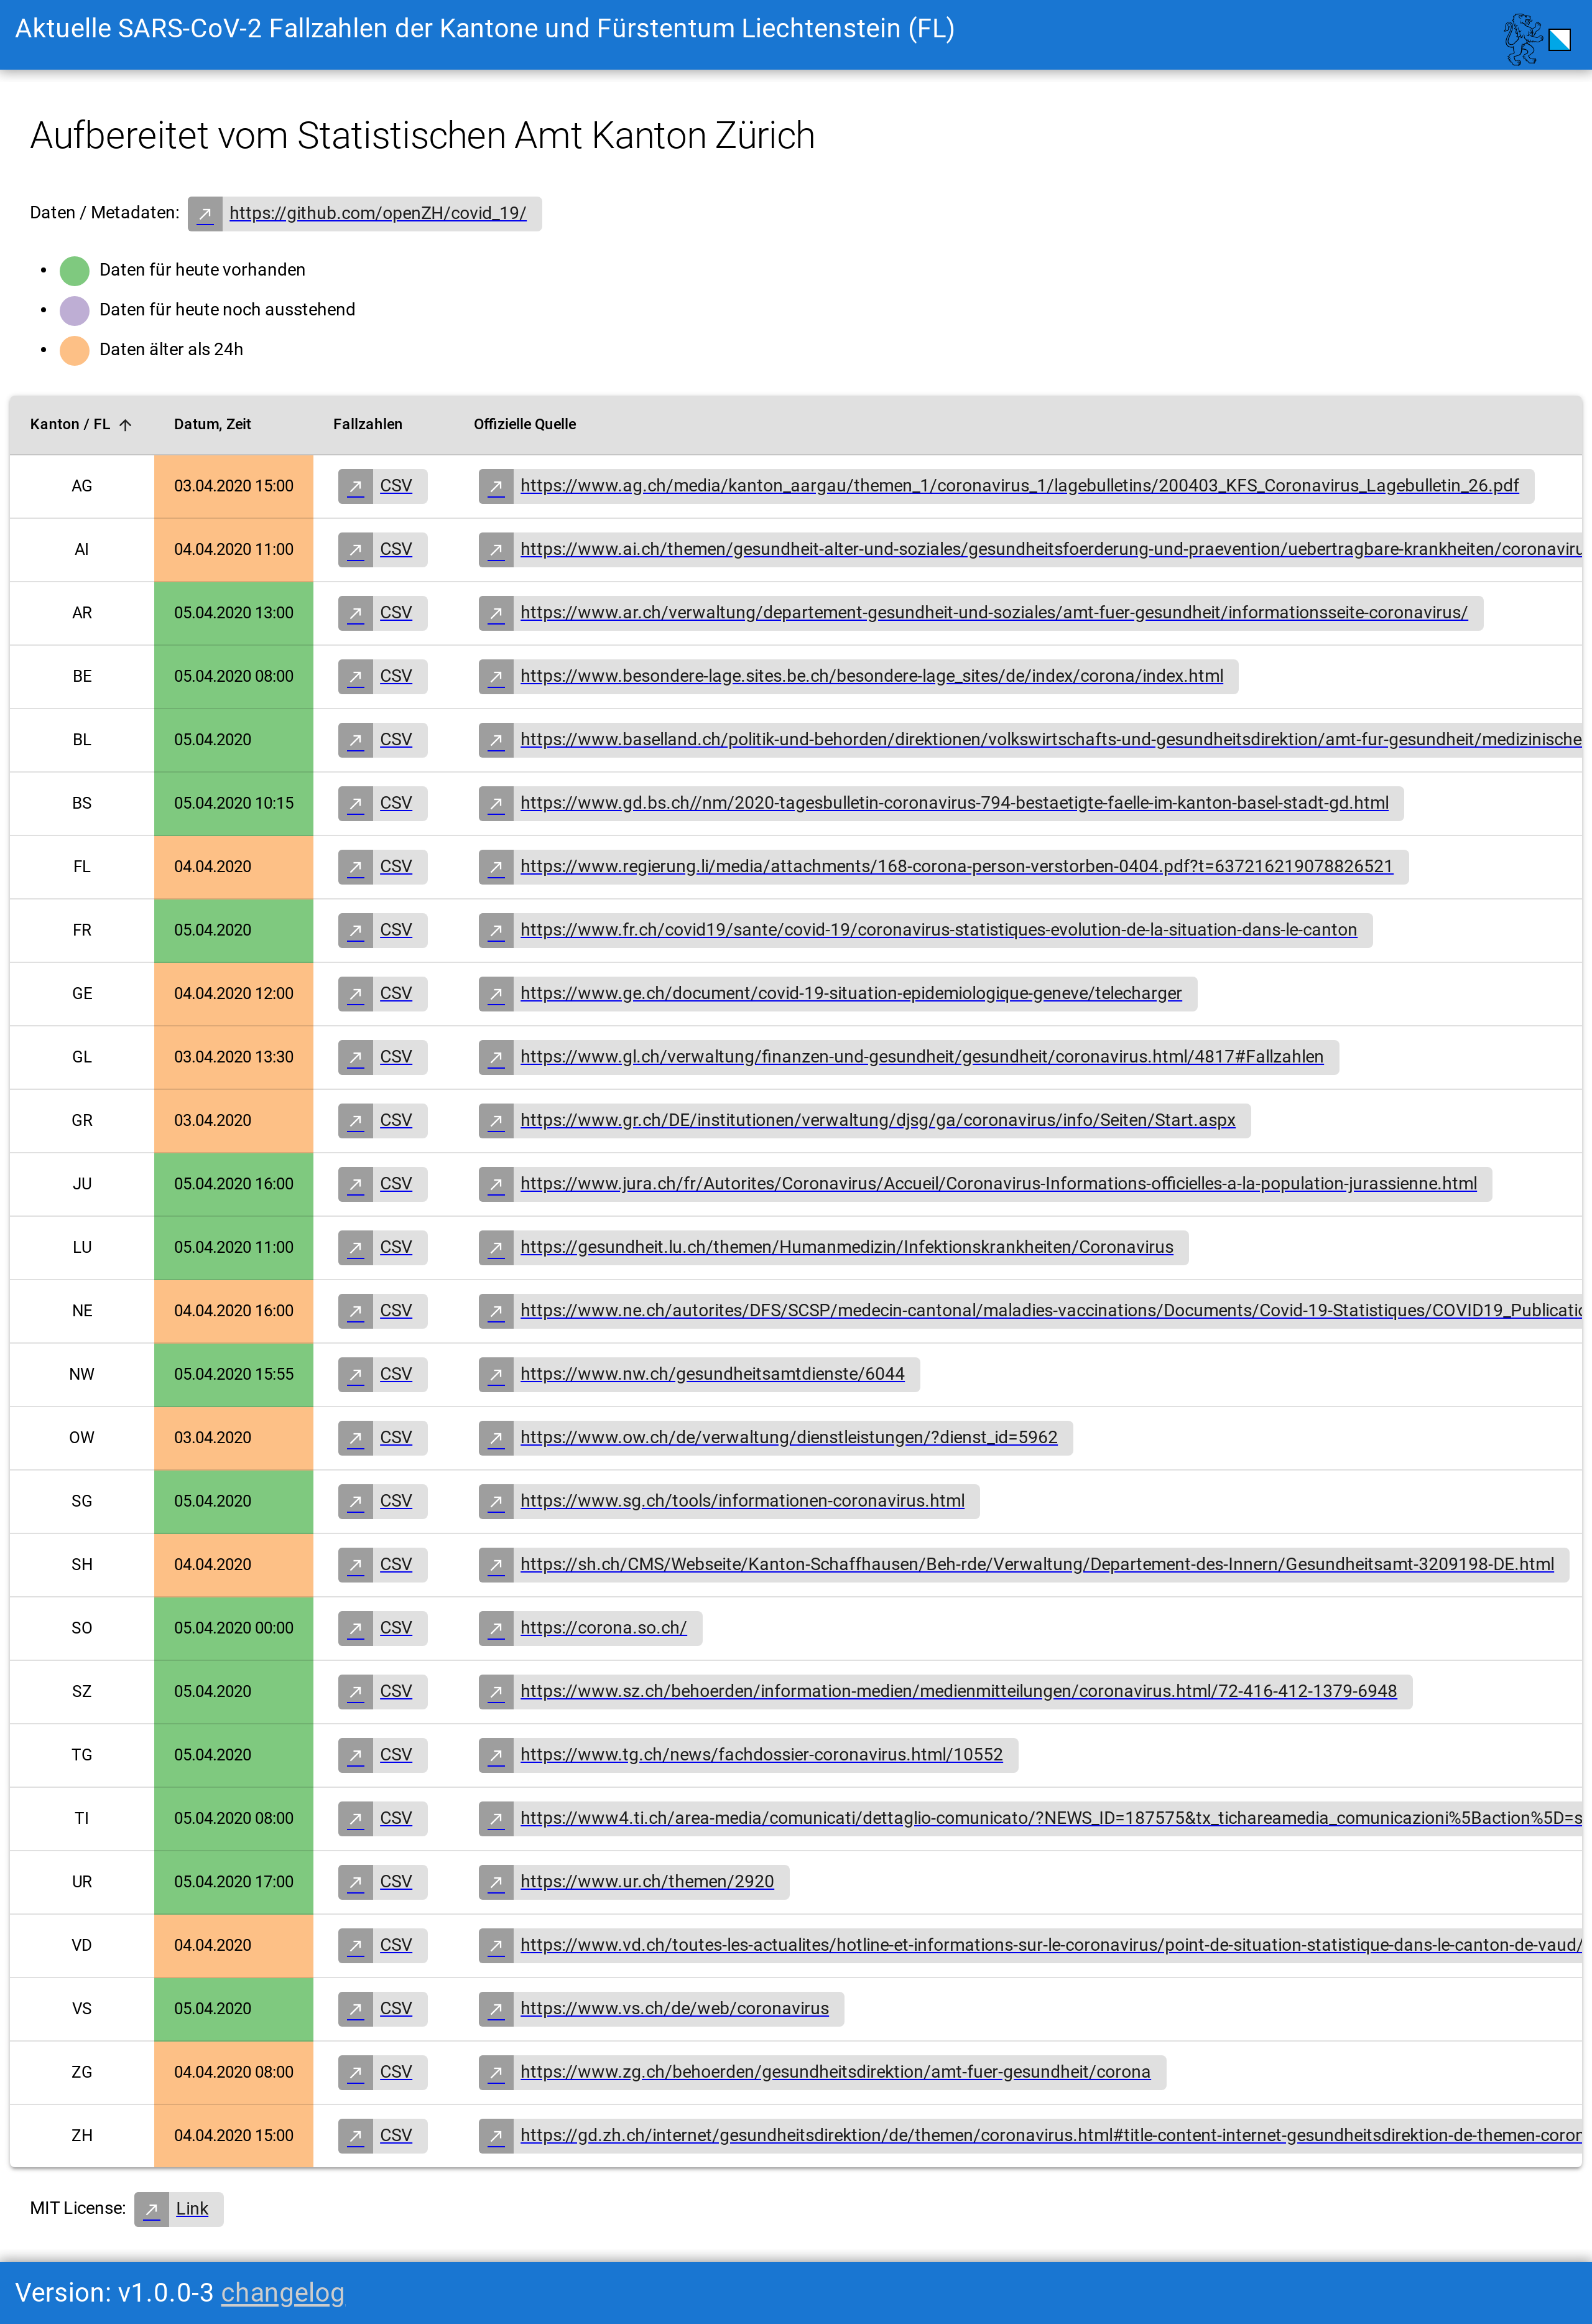 Aktuelle SARS-CoV-2 Fallzahlen der Kantone und Fürstentum Liechtenstein (FL)
Aufbereitet vom Statistischen Amt Kanton Zürich
Daten / Metadaten: https://github.com/openZH/covid_19/
Daten für heute vorhanden
Daten für heute noch ausstehend
Daten älter als 24h
Kanton / FL Datum, Zeit Fallzahlen Offizielle Quelle
AG 03.04.2020 15:00 CSV https://www.ag.ch/media/kanton_aargau/themen_1/coronavirus_1/lagebulletins/200403_KFS_Coronavirus_Lagebulletin_26.pdf
AI 04.04.2020 11:00 CSV https://www.ai.ch/themen/gesundheit-alter-und-soziales/gesundheitsfoerderung-und-praevention/uebertragbare-krankheiten/coronaviru
AR 05.04.2020 13:00 CSV https://www.ar.ch/verwaltung/departement-gesundheit-und-soziales/amt-fuer-gesundheit/informationsseite-coronavirus/
BE 05.04.2020 08:00 CSV https://www.besondere-lage.sites.be.ch/besondere-lage_sites/de/index/corona/index.html
BL 05.04.2020 CSV https://www.baselland.ch/politik-und-behorden/direktionen/volkswirtschafts-und-gesundheitsdirektion/amt-fur-gesundheit/medizinische
BS 05.04.2020 10:15 CSV https://www.gd.bs.ch//nm/2020-tagesbulletin-coronavirus-794-bestaetigte-faelle-im-kanton-basel-stadt-gd.html
FL 04.04.2020 CSV https://www.regierung.li/media/attachments/168-corona-person-verstorben-0404.pdf?t=637216219078826521
FR 05.04.2020 CSV https://www.fr.ch/covid19/sante/covid-19/coronavirus-statistiques-evolution-de-la-situation-dans-le-canton
GE 04.04.2020 12:00 CSV https://www.ge.ch/document/covid-19-situation-epidemiologique-geneve/telecharger
GL 03.04.2020 13:30 CSV https://www.gl.ch/verwaltung/finanzen-und-gesundheit/gesundheit/coronavirus.html/4817#Fallzahlen
GR 03.04.2020 CSV https://www.gr.ch/DE/institutionen/verwaltung/djsg/ga/coronavirus/info/Seiten/Start.aspx
JU 05.04.2020 16:00 CSV https://www.jura.ch/fr/Autorites/Coronavirus/Accueil/Coronavirus-Informations-officielles-a-la-population-jurassienne.html
LU 05.04.2020 11:00 CSV https://gesundheit.lu.ch/themen/Humanmedizin/Infektionskrankheiten/Coronavirus
NE 04.04.2020 16:00 CSV https://www.ne.ch/autorites/DFS/SCSP/medecin-cantonal/maladies-vaccinations/Documents/Covid-19-Statistiques/COVID19_Publicatio
NW 05.04.2020 15:55 CSV https://www.nw.ch/gesundheitsamtdienste/6044
OW 03.04.2020 CSV https://www.ow.ch/de/verwaltung/dienstleistungen/?dienst_id=5962
SG 05.04.2020 CSV https://www.sg.ch/tools/informationen-coronavirus.html
SH 04.04.2020 CSV https://sh.ch/CMS/Webseite/Kanton-Schaffhausen/Beh-rde/Verwaltung/Departement-des-Innern/Gesundheitsamt-3209198-DE.html
SO 05.04.2020 00:00 CSV https://corona.so.ch/
SZ 05.04.2020 CSV https://www.sz.ch/behoerden/information-medien/medienmitteilungen/coronavirus.html/72-416-412-1379-6948
TG 05.04.2020 CSV https://www.tg.ch/news/fachdossier-coronavirus.html/10552
TI 05.04.2020 08:00 CSV https://www4.ti.ch/area-media/comunicati/dettaglio-comunicato/?NEWS_ID=187575&tx_tichareamedia_comunicazioni%5Baction%5D=s
UR 05.04.2020 17:00 CSV https://www.ur.ch/themen/2920
VD 04.04.2020 CSV https://www.vd.ch/toutes-les-actualites/hotline-et-informations-sur-le-coronavirus/point-de-situation-statistique-dans-le-canton-de-vaud/
VS 05.04.2020 CSV https://www.vs.ch/de/web/coronavirus
ZG 04.04.2020 08:00 CSV https://www.zg.ch/behoerden/gesundheitsdirektion/amt-fuer-gesundheit/corona
ZH 04.04.2020 15:00 CSV https://gd.zh.ch/internet/gesundheitsdirektion/de/themen/coronavirus.html#title-content-internet-gesundheitsdirektion-de-themen-coron
MIT License: Link
Version: v1.0.0-3 changelog